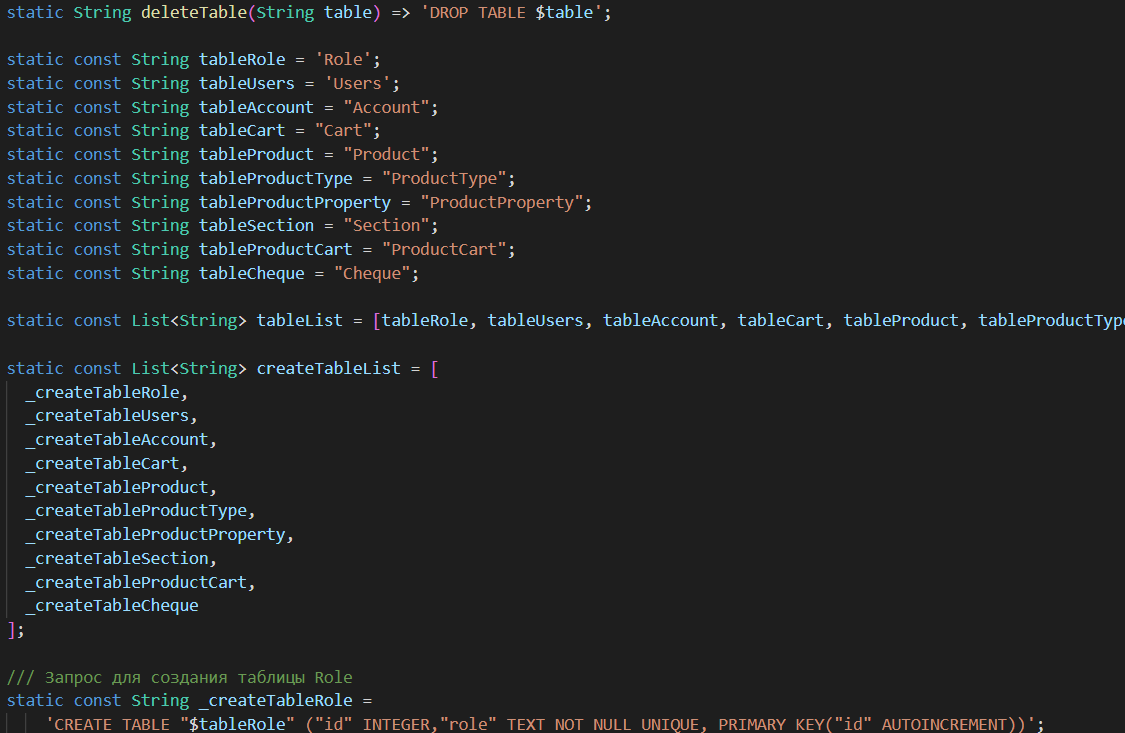 static String deleteTable(String table) => 'DROP TABLE $table';
static const String tableRole = 'Role';
static const String tableUsers = 'Users';
static const String tableAccount = "Account";
static const String tableCart = "Cart";
static const String tableProduct = "Product";
static const String tableProductType = "ProductType";
static const String tableProductProperty = "ProductProperty";
static const String tableSection = "Section";
static const String tableProductCart = "ProductCart";
static const String tableCheque = "Cheque";
static const List<String> tableList = [tableRole, tableUsers, tableAccount, tableCart, tableProduct, tableProductType
static const List<String> createTableList = [
_createTableRole,
_createTableUsers,
_createTableAccount,
_createTableCart,
_createTableProduct,
_createTableProductType,
_createTableProductProperty,
_createTableSection,
_createTableProductCart,
_createTableCheque
];
/// Запрос для создания таблицы Role
static const String _createTableRole =
'CREATE TABLE "$tableRole" ("id" INTEGER,"role" TEXT NOT NULL UNIQUE, PRIMARY KEY("id" AUTOINCREMENT))';